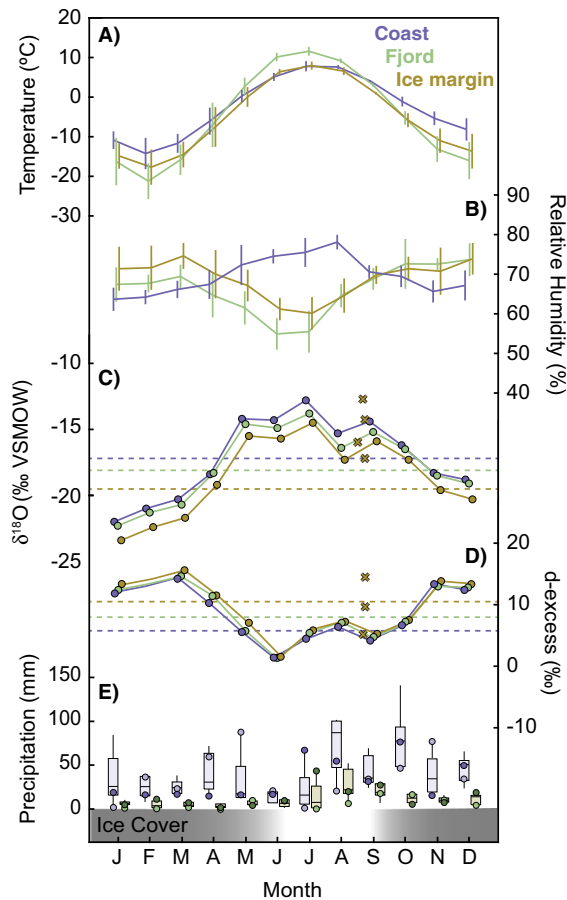 A)
Coast
Fjord
Ice margin
Temperature (ºC)
20
10
0
-10
-20
-30
B)
Relative Humidity (%)
90
80
70
60
50
40
C)
δ18O (‰ VSMOW)
-10
-15
-20
-25
D)
d-excess (‰)
20
10
0
-10
E)
Precipitation (mm)
150
100
50
0
Ice Cover
J F M A M J J A S O N D
Month